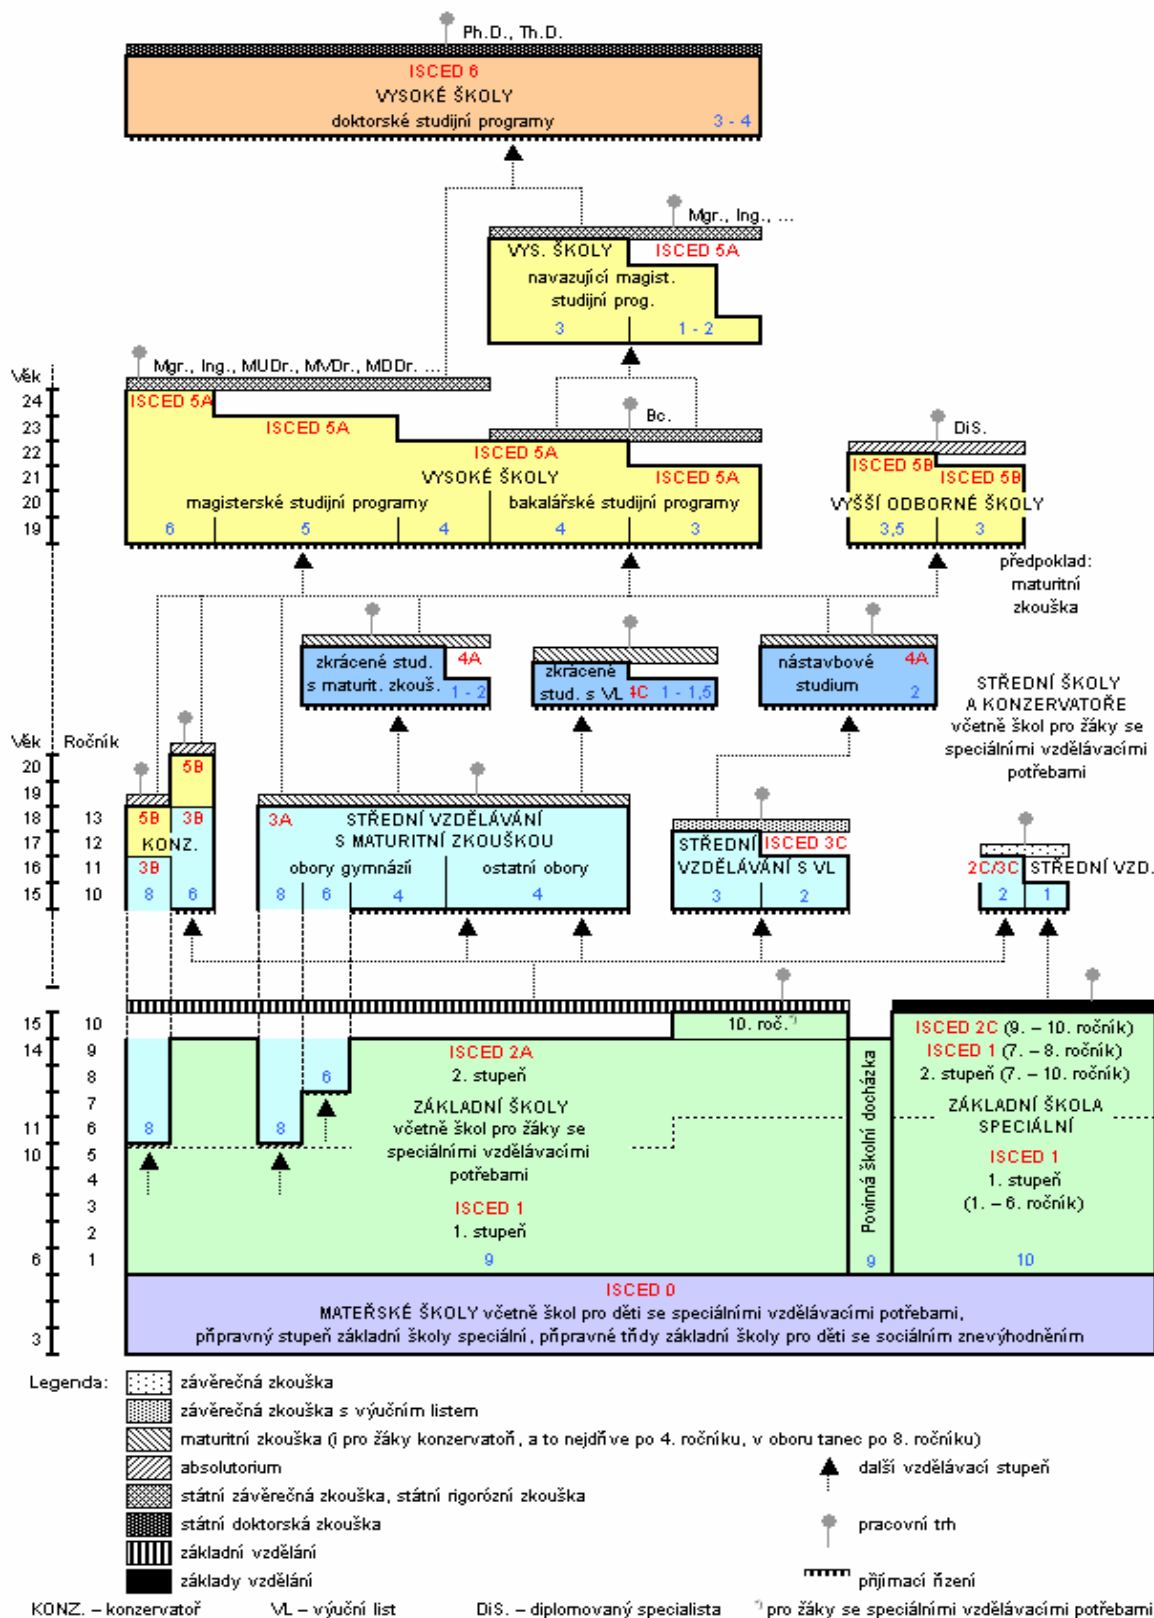 Ph.D., Th.D.
ISCED 6
VYSOKÉ ŠKOLY
doktorské studijní programy
3 - 4
Mgr., Ing., ...
VYS. ŠKOLY
ISCED 5A
navazující magist.
studijní prog.
3
1 - 2
Mgr., Ing., MUDr., MVDr., MDDr. ...
Věk
24
23
22
21
20
19
ISCED 5A
ISCED 5A
ISCED 5A
ISCED 5A
Bc.
VYSOKÉ ŠKOLY
magisterské studijní programy
bakalářské studijní programy
6
5
4
4
3
DiS.
ISCED 5B
ISCED 5B
VYŠŠÍ ODBORNÉ ŠKOLY
3,5
3
předpoklad:
maturitní
zkouška
zkrácené stud.
s maturit. zkouš.
4A
1 - 2
zkrácené
stud. s VL
4C
1 - 1,5
nástavbové
studium
4A
2
STŘEDNÍ ŠKOLY
A KONZERVATOŘE
včetně škol pro žáky se
speciálními vzdělávacími
potřebami
Věk
Ročník
20
19
18 13
17 12
16 11
15 10
5B
5B
3B
KONZ.
3B
8
6
3A
STŘEDNÍ VZDĚLÁVÁNÍ
S MATURITNÍ ZKOUŠKOU
obory gymnázií
ostatní obory
8
6
4
4
STŘEDNÍ
ISCED 3C
VZDĚLÁVÁNÍ S VL
3
2
2C/3C
STŘEDNÍ VZD.
2
1
15 10
14 9
8
7
11 6
10 5
4
3
2
6 1
3
10. roč.*)
ISCED 2A
2. stupeň
6
8
8
ZÁKLADNÍ ŠKOLY
včetně škol pro žáky se
speciálními vzdělávacími
potřebami
ISCED 1
1. stupeň
9
Povinná školní docházka
9
ISCED 2C (9. – 10. ročník)
ISCED 1 (7. – 8. ročník)
2. stupeň (7. – 10. ročník)
ZÁKLADNÍ ŠKOLA
SPECIÁLNÍ
ISCED 1
1. stupeň
(1. – 6. ročník)
10
ISCED 0
MATEŘSKÉ ŠKOLY včetně škol pro děti se speciálními vzdělávacími potřebami,
přípravný stupeň základní školy speciální, přípravné třídy základní školy pro děti se sociálním znevýhodněním
Legenda:
závěrečná zkouška
závěrečná zkouška s výučním listem
maturitní zkouška (i pro žáky konzervatoří, a to nejdříve po 4. ročníku, v oboru tanec po 8. ročníku)
absolutorium
státní závěrečná zkouška, státní rigorózní zkouška
státní doktorská zkouška
základní vzdělání
základy vzdělání
další vzdělávací stupeň
pracovní trh
přijímací řízení
KONZ. – konzervatoř
VL – výuční list
DiS. – diplomovaný specialista
*) pro žáky se speciálními vzdělávacími potřebami